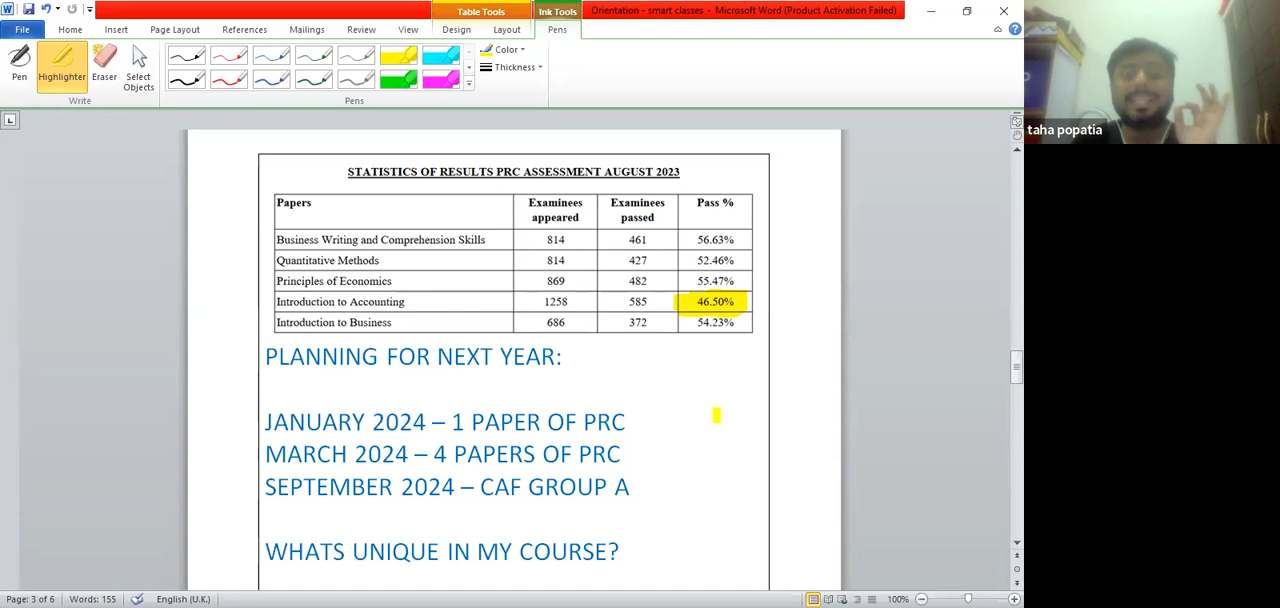 Table Tools
Ink Tools
Orientation - smart classes - Microsoft Word (Product Activation Failed)
File Home Insert Page Layout References Mailings Review View Design Layout Pens
Pen Highlighter Eraser Select Objects
Color
Thickness
Write
Pens
taha popatia
STATISTICS OF RESULTS PRC ASSESSMENT AUGUST 2023
Papers Examinees appeared Examinees passed Pass %
Business Writing and Comprehension Skills 814 461 56.63%
Quantitative Methods 814 427 52.46%
Principles of Economics 869 482 55.47%
Introduction to Accounting 1258 585 46.50%
Introduction to Business 686 372 54.23%
PLANNING FOR NEXT YEAR:
JANUARY 2024 – 1 PAPER OF PRC
MARCH 2024 – 4 PAPERS OF PRC
SEPTEMBER 2024 – CAF GROUP A
WHATS UNIQUE IN MY COURSE?
Page: 3 of 6 Words: 155 English (U.K.) 100%